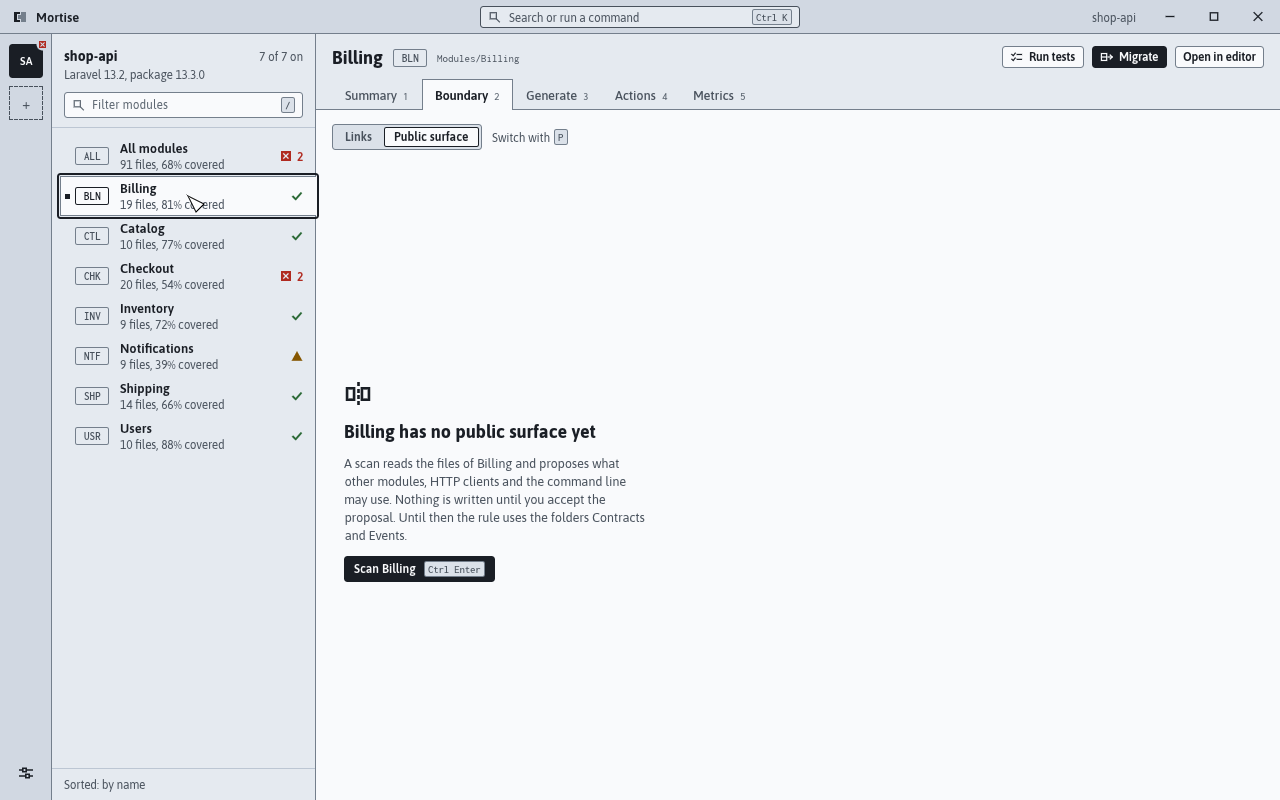 Mortise
Search or run a command
Ctrl K
shop-api
SA
+
shop-api
7 of 7 on
Laravel 13.2, package 13.3.0
Filter modules
/
ALL
All modules
91 files, 68% covered
2
BLN
Billing
19 files, 81% covered
CTL
Catalog
10 files, 77% covered
CHK
Checkout
20 files, 54% covered
2
INV
Inventory
9 files, 72% covered
NTF
Notifications
9 files, 39% covered
SHP
Shipping
14 files, 66% covered
USR
Users
10 files, 88% covered
Sorted: by name
Billing
BLN
Modules/Billing
Run tests
Migrate
Open in editor
Summary 1
Boundary 2
Generate 3
Actions 4
Metrics 5
Links
Public surface
Switch with P
Billing has no public surface yet
A scan reads the files of Billing and proposes what
other modules, HTTP clients and the command line
may use. Nothing is written until you accept the
proposal. Until then the rule uses the folders Contracts
and Events.
Scan Billing
Ctrl Enter